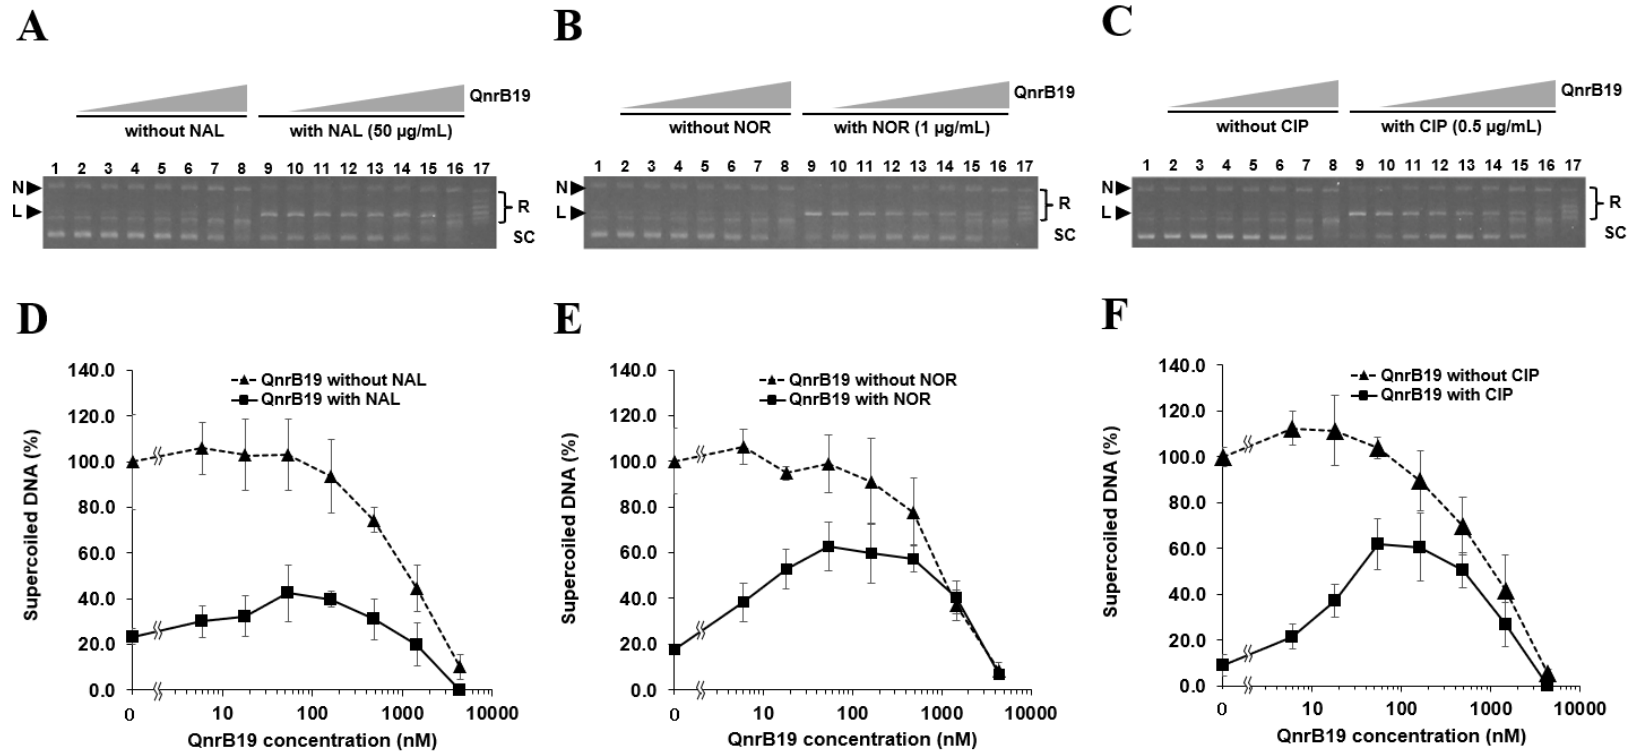 A
QnrB19
without NAL
with NAL (50 µg/mL)
1 2 3 4 5 6 7 8 9 10 11 12 13 14 15 16 17
N
L
R
SC
B
QnrB19
without NOR
with NOR (1 µg/mL)
1 2 3 4 5 6 7 8 9 10 11 12 13 14 15 16 17
N
L
R
SC
C
QnrB19
without CIP
with CIP (0.5 µg/mL)
1 2 3 4 5 6 7 8 9 10 11 12 13 14 15 16 17
N
L
R
SC
D
QnrB19 without NAL
QnrB19 with NAL
Supercoiled DNA (%)
140.0
120.0
100.0
80.0
60.0
40.0
20.0
0.0
0 10 100 1000 10000
QnrB19 concentration (nM)
E
QnrB19 without NOR
QnrB19 with NOR
Supercoiled DNA (%)
140.0
120.0
100.0
80.0
60.0
40.0
20.0
0.0
0 10 100 1000 10000
QnrB19 concentration (nM)
F
QnrB19 without CIP
QnrB19 with CIP
Supercoiled DNA (%)
140.0
120.0
100.0
80.0
60.0
40.0
20.0
0.0
0 10 100 1000 10000
QnrB19 concentration (nM)